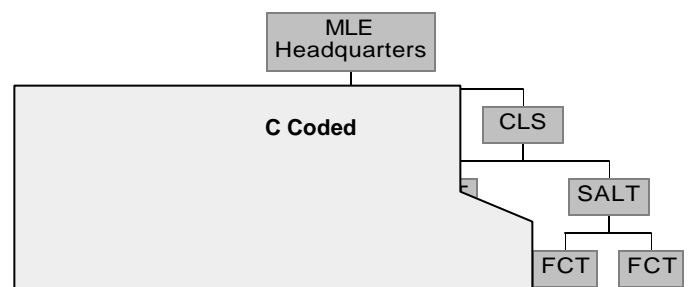 MLE
Headquarters
C Coded
CLS
SALT
FCT FCT